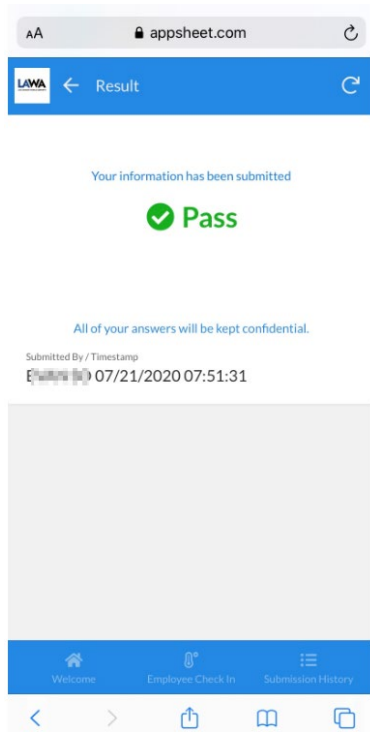 AA appsheet.com
LAWA Result
Your information has been submitted
Pass
All of your answers will be kept confidential.
Submitted By / Timestamp
07/21/2020 07:51:31
Welcome Employee Check In Submission History